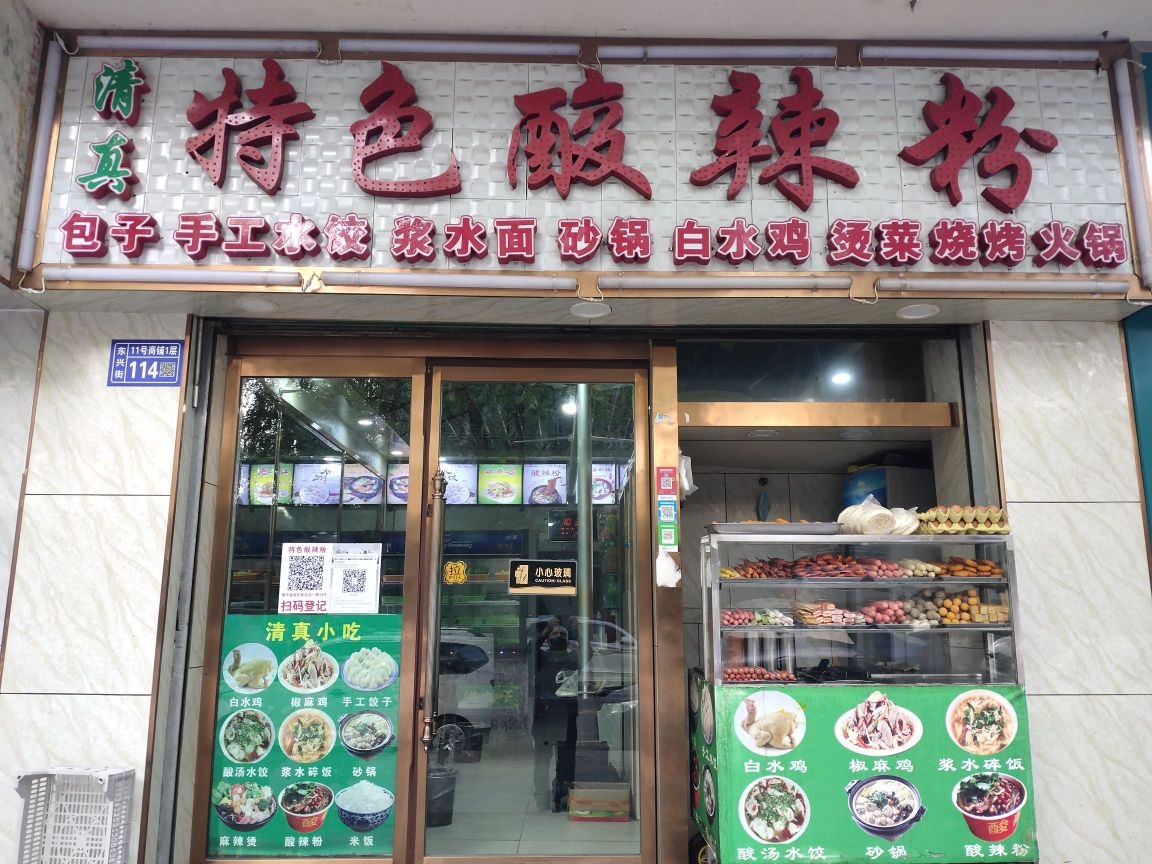 清真
特色酸辣粉
包子 手工水饺 浆水面 砂锅 白水鸡 烫菜 烧烤 火锅
东兴街
11号商铺1层
114
酸辣粉
特色酸辣粉
扫码登记
拉
PULL
小心玻璃
CAUTION! GLASS
清真小吃
白水鸡 椒麻鸡 手工饺子
酸汤水饺 浆水碎饭 砂锅
麻辣烫 酸辣粉 米饭
白水鸡 椒麻鸡 浆水碎饭
酸汤水饺 砂锅 酸辣粉